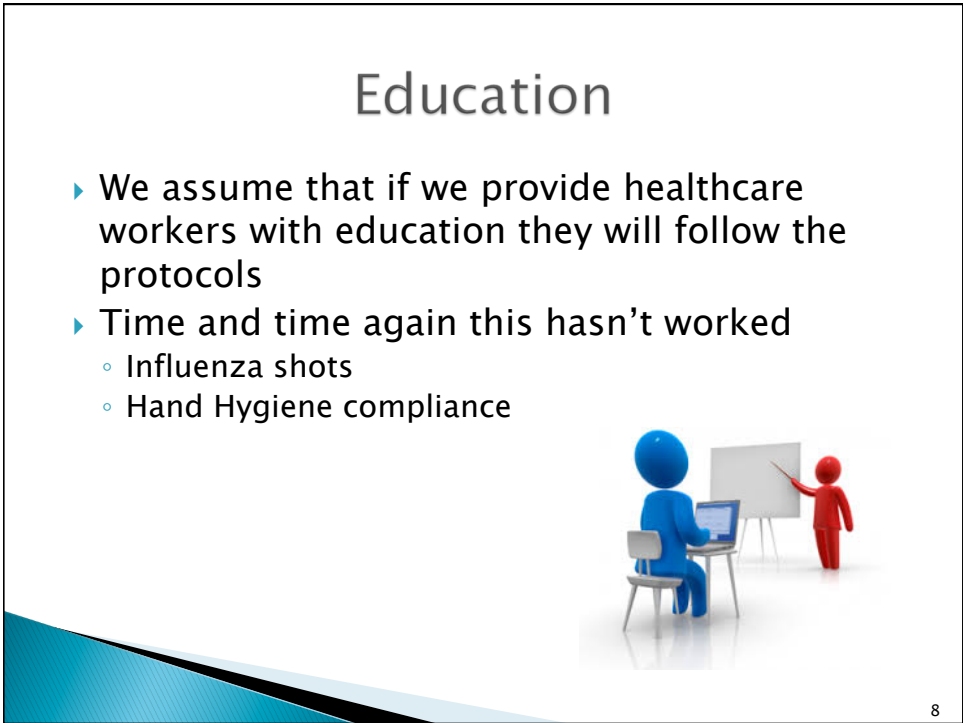 Education
We assume that if we provide healthcare
workers with education they will follow the
protocols
Time and time again this hasn’t worked
Influenza shots
Hand Hygiene compliance
8